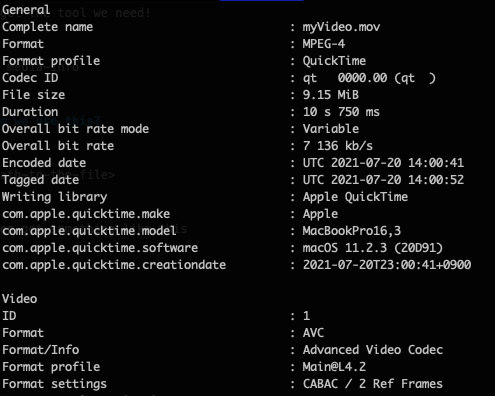 General
Complete name : myVideo.mov
Format : MPEG-4
Format profile : QuickTime
Codec ID : qt 0000.00 (qt )
File size : 9.15 MiB
Duration : 10 s 750 ms
Overall bit rate mode : Variable
Overall bit rate : 7 136 kb/s
Encoded date : UTC 2021-07-20 14:00:41
Tagged date : UTC 2021-07-20 14:00:52
Writing library : Apple QuickTime
com.apple.quicktime.make : Apple
com.apple.quicktime.model : MacBookPro16,3
com.apple.quicktime.software : macOS 11.2.3 (20D91)
com.apple.quicktime.creationdate : 2021-07-20T23:00:41+0900
Video
ID : 1
Format : AVC
Format/Info : Advanced Video Codec
Format profile : Main@L4.2
Format settings : CABAC / 2 Ref Frames